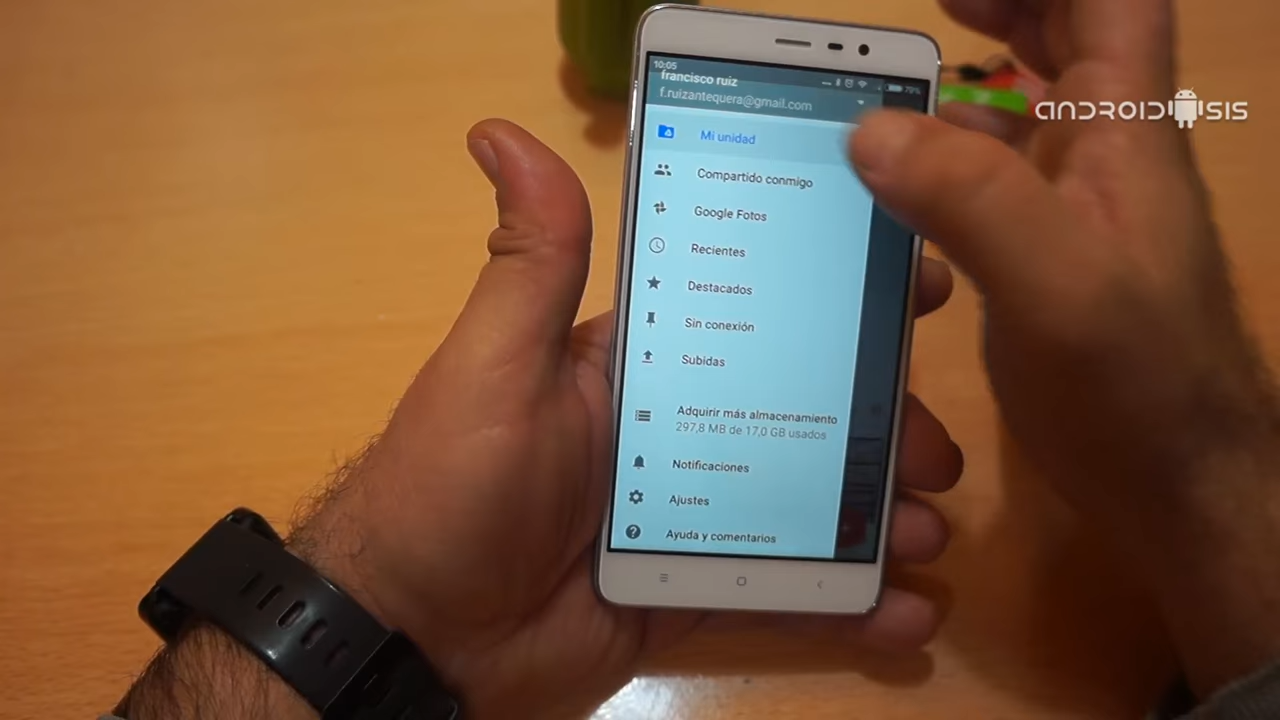 ANDROIDSIS
10:05
79%
francisco ruiz
f.ruizantequera@gmail.com
Mi unidad
Compartido conmigo
Google Fotos
Recientes
Destacados
Sin conexión
Subidas
Adquirir más almacenamiento
297,8 MB de 17,0 GB usados
Notificaciones
Ajustes
Ayuda y comentarios